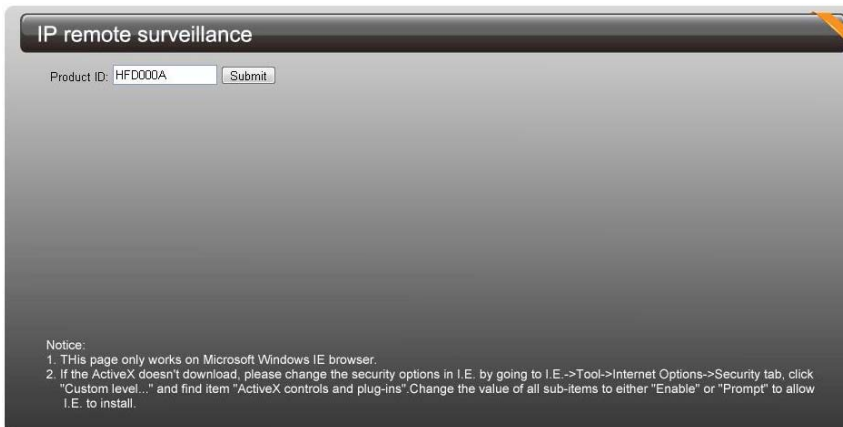 IP remote surveillance
Product ID: HFD000A Submit
Notice:
1. THis page only works on Microsoft Windows IE browser.
2. If the ActiveX doesn't download, please change the security options in I.E. by going to I.E.->Tool->Internet Options->Security tab, click
"Custom level..." and find item "ActiveX controls and plug-ins".Change the value of all sub-items to either "Enable" or "Prompt" to allow
I.E. to install.